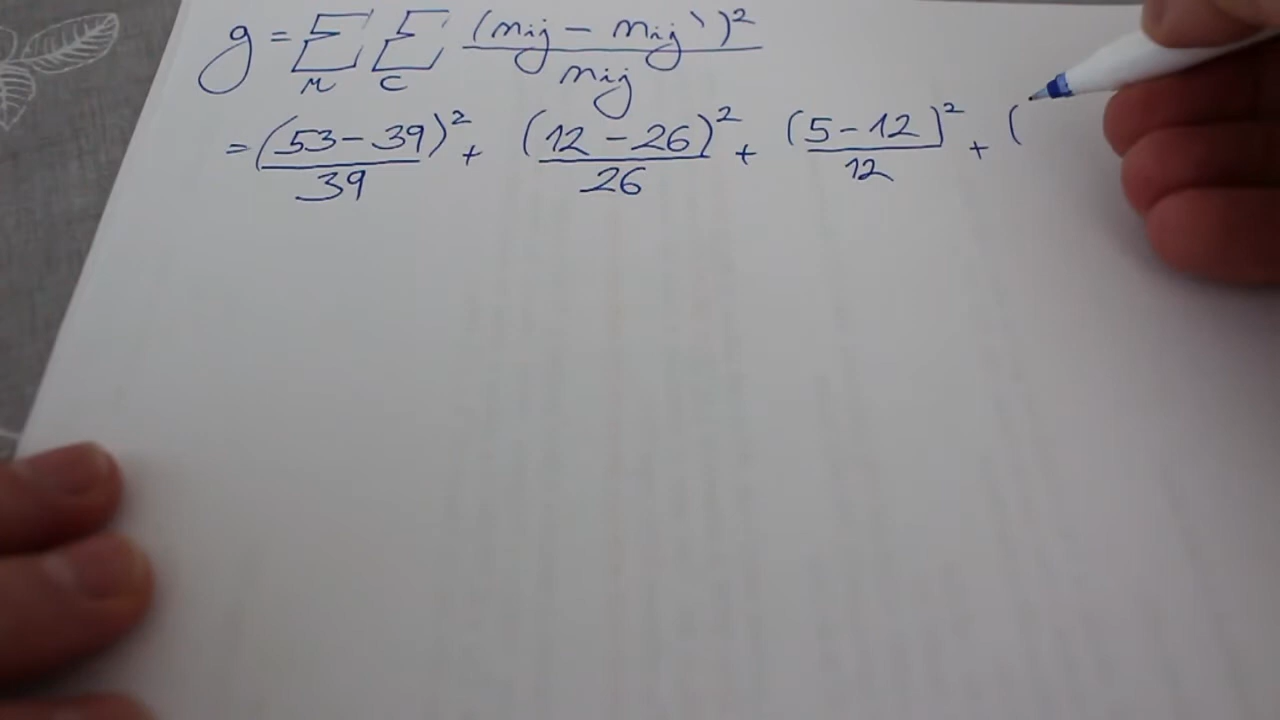 g = Σ Σ (nij - nij`)² / nij
r c
= (53-39)² / 39 + (12-26)² / 26 + (5-12)² / 12 + (